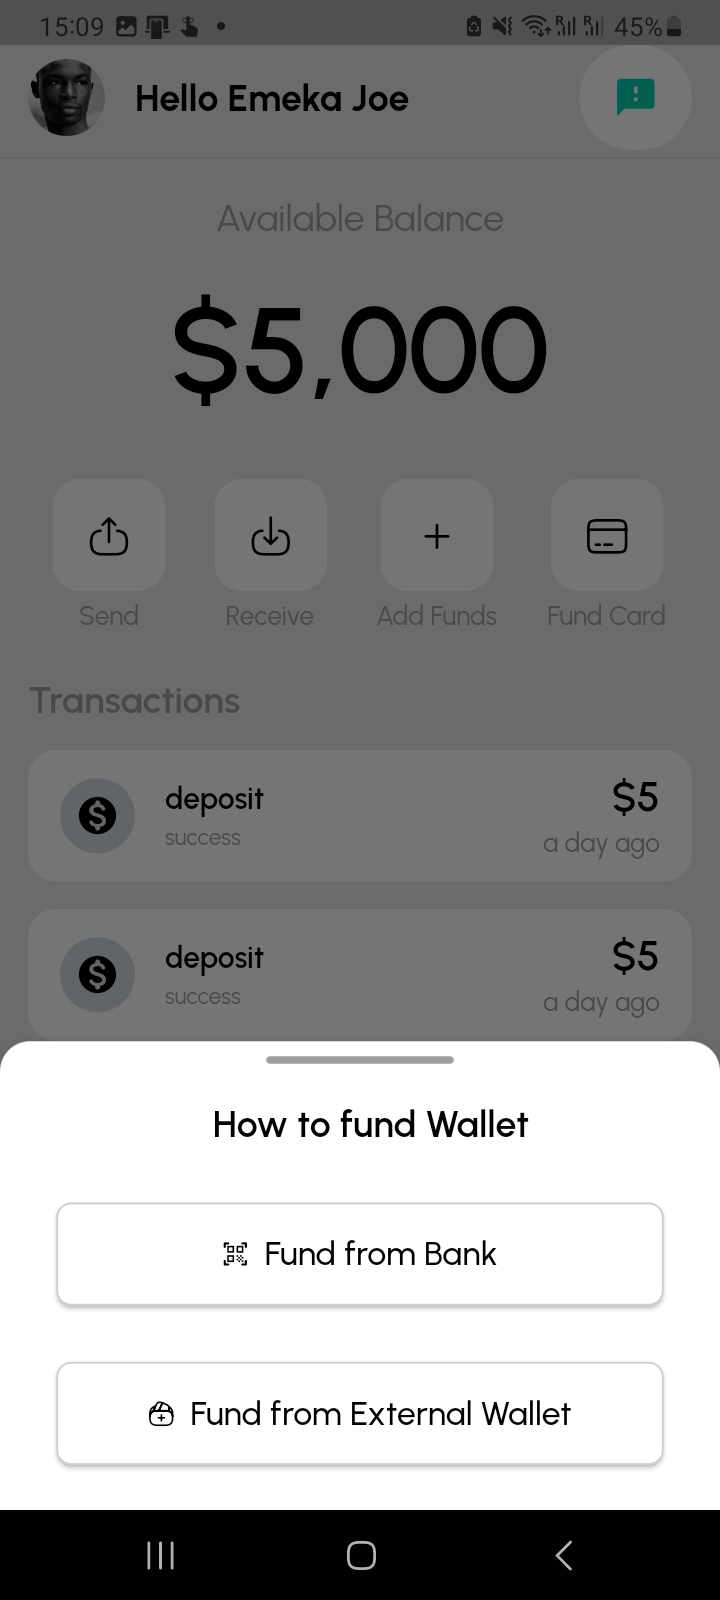 15:09
45%
Hello Emeka Joe
Available Balance
$5,000
Send Receive Add Funds Fund Card
Transactions
deposit $5
success a day ago
deposit $5
success a day ago
How to fund Wallet
Fund from Bank
Fund from External Wallet